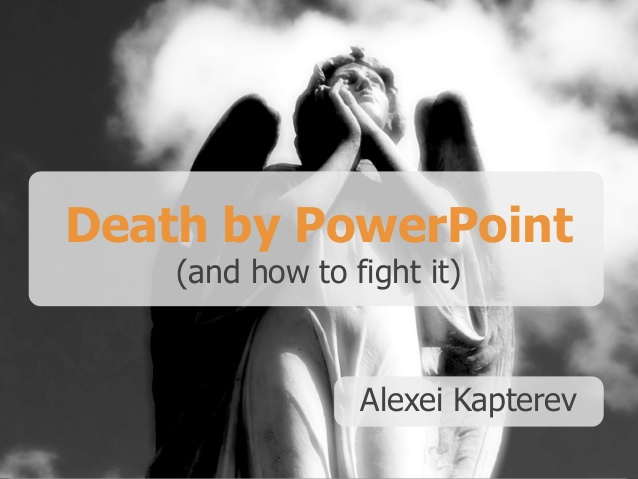 Death by PowerPoint
(and how to fight it)
Alexei Kapterev